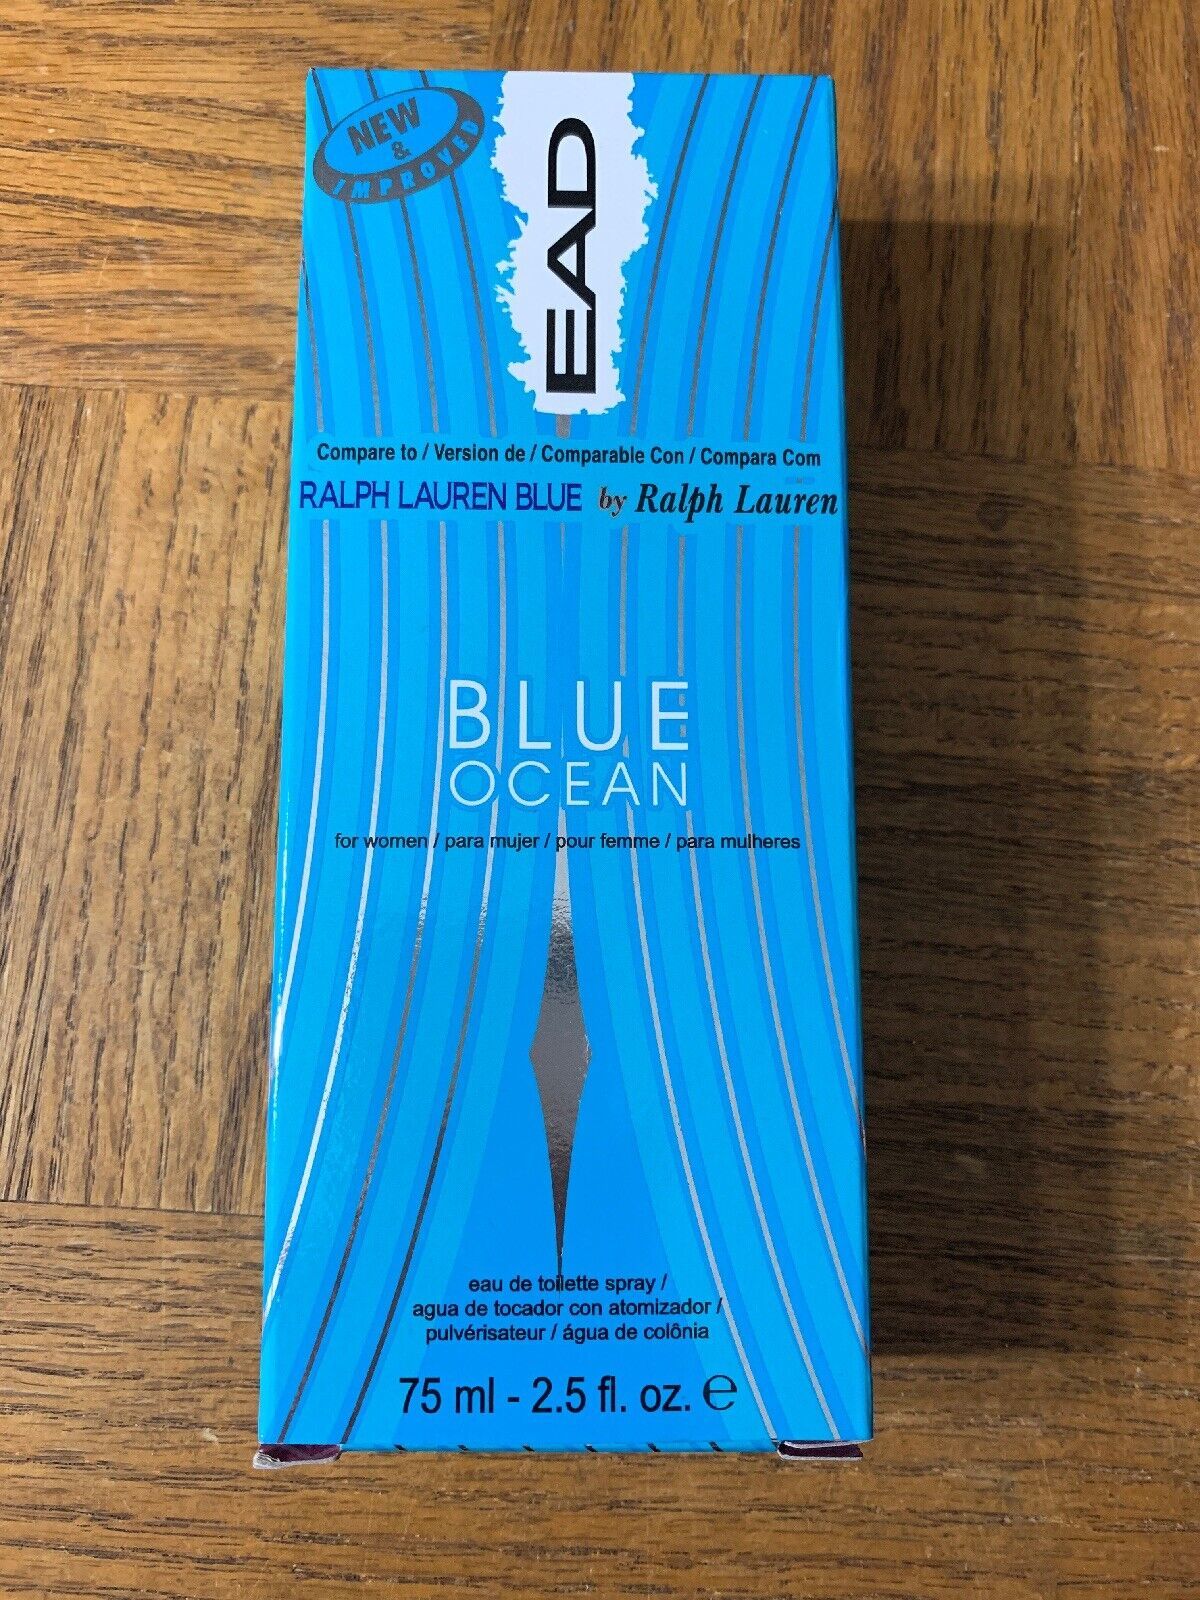 NEW
&
IMPROVED
EAD
Compare to / Version de / Comparable Con / Compara Com
RALPH LAUREN BLUE by Ralph Lauren
BLUE
OCEAN
for women / para mujer / pour femme / para mulheres
eau de toilette spray /
agua de tocador con atomizador /
pulvérisateur / água de colônia
75 ml - 2.5 fl. oz. ℮